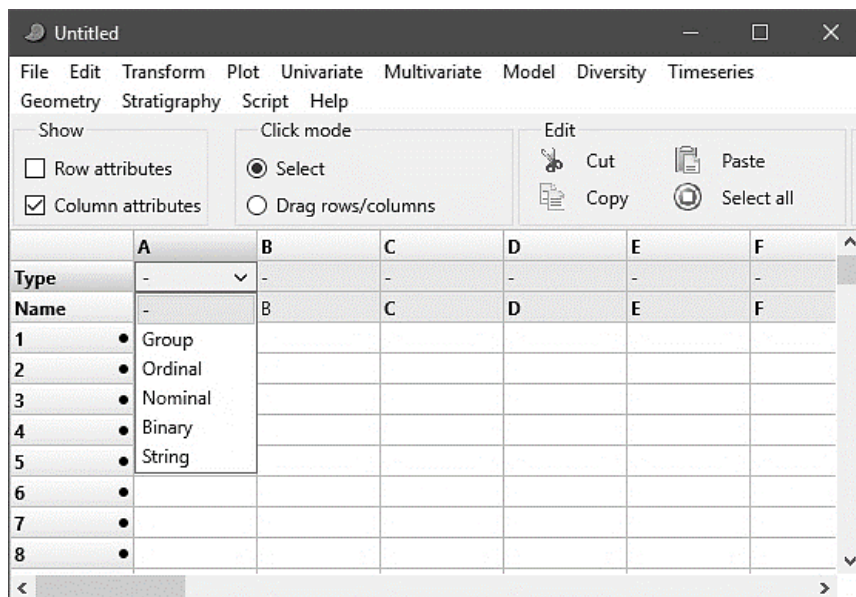 Untitled
File Edit Transform Plot Univariate Multivariate Model Diversity Timeseries
Geometry Stratigraphy Script Help
Show Click mode Edit
Row attributes Select Cut Paste
Column attributes Drag rows/columns Copy Select all
A B C D E F
Type - - - - - -
Name - B C D E F
1
Group
2
Ordinal
3
Nominal
4
Binary
5
String
6
7
8